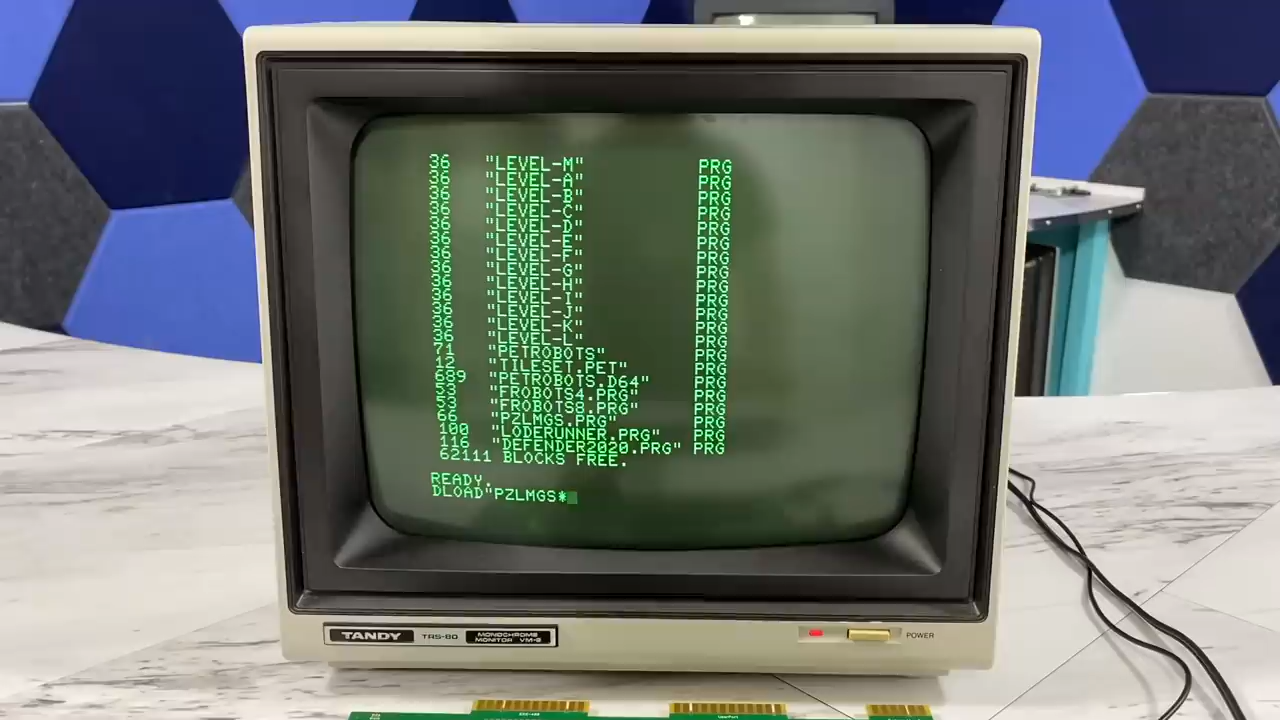 36 "LEVEL-M" PRG
36 "LEVEL-A" PRG
36 "LEVEL-B" PRG
36 "LEVEL-C" PRG
36 "LEVEL-D" PRG
36 "LEVEL-E" PRG
36 "LEVEL-F" PRG
36 "LEVEL-G" PRG
36 "LEVEL-H" PRG
36 "LEVEL-I" PRG
36 "LEVEL-J" PRG
36 "LEVEL-K" PRG
36 "LEVEL-L" PRG
71 "PETROBOTS" PRG
12 "TILESET.PET" PRG
689 "PETROBOTS.D64" PRG
53 "FROBOTS4.PRG" PRG
53 "FROBOTS8.PRG" PRG
66 "PZLMGS.PRG" PRG
100 "LODERUNNER.PRG" PRG
116 "DEFENDER2020.PRG" PRG
62111 BLOCKS FREE.
READY.
DLOAD"PZLMGS*
TANDY TRS-80 MONOCHROME MONITOR VM-2
POWER